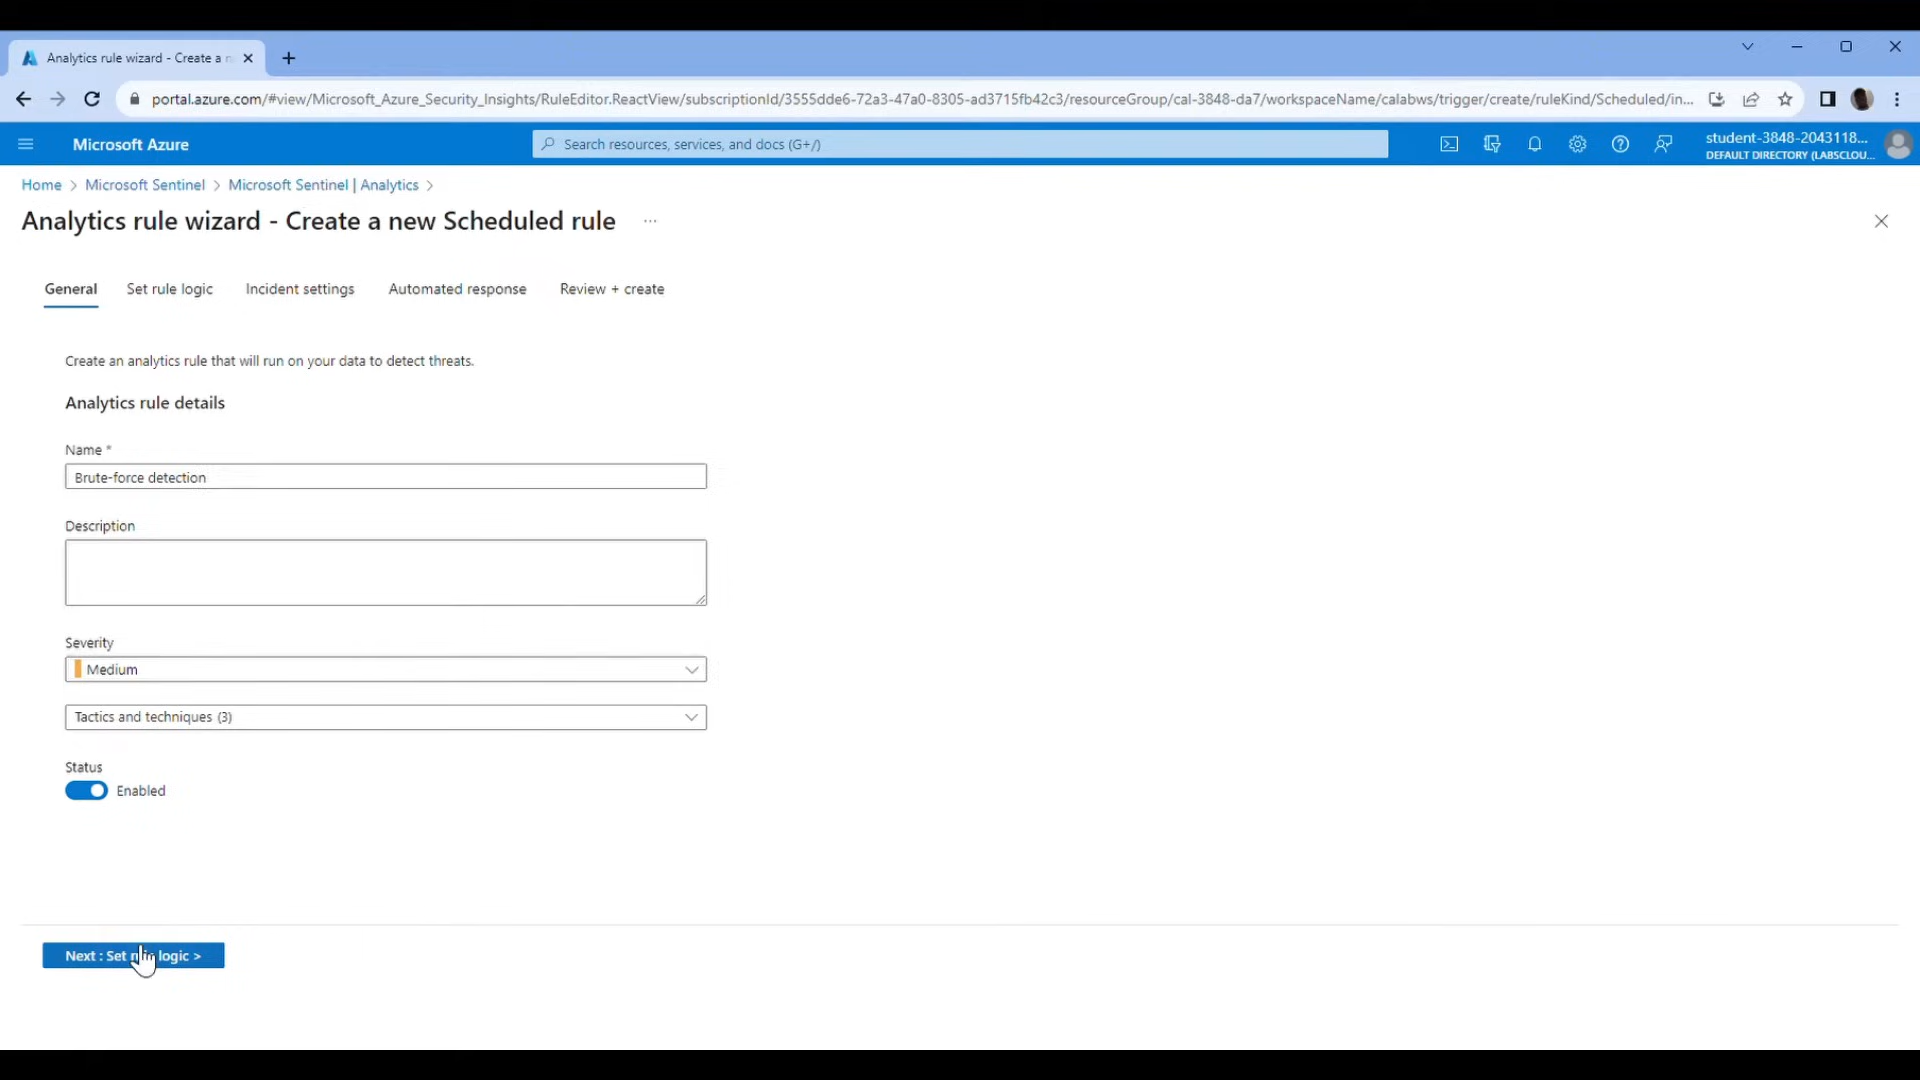 Analytics rule wizard - Create a n
portal.azure.com/#view/Microsoft_Azure_Security_Insights/RuleEditor.ReactView/subscriptionId/3555dde6-72a3-47a0-8305-ad3715fb42c3/resourceGroup/cal-3848-da7/workspaceName/calabws/trigger/create/ruleKind/Scheduled/in...
Microsoft Azure
Search resources, services, and docs (G+/)
student-3848-2043118...
DEFAULT DIRECTORY (LABSCLOU...
Home > Microsoft Sentinel > Microsoft Sentinel | Analytics >
Analytics rule wizard - Create a new Scheduled rule ...
General Set rule logic Incident settings Automated response Review + create
Create an analytics rule that will run on your data to detect threats.
Analytics rule details
Name *
Brute-force detection
Description
Severity
Medium
Tactics and techniques (3)
Status
Enabled
Next : Set rule logic >